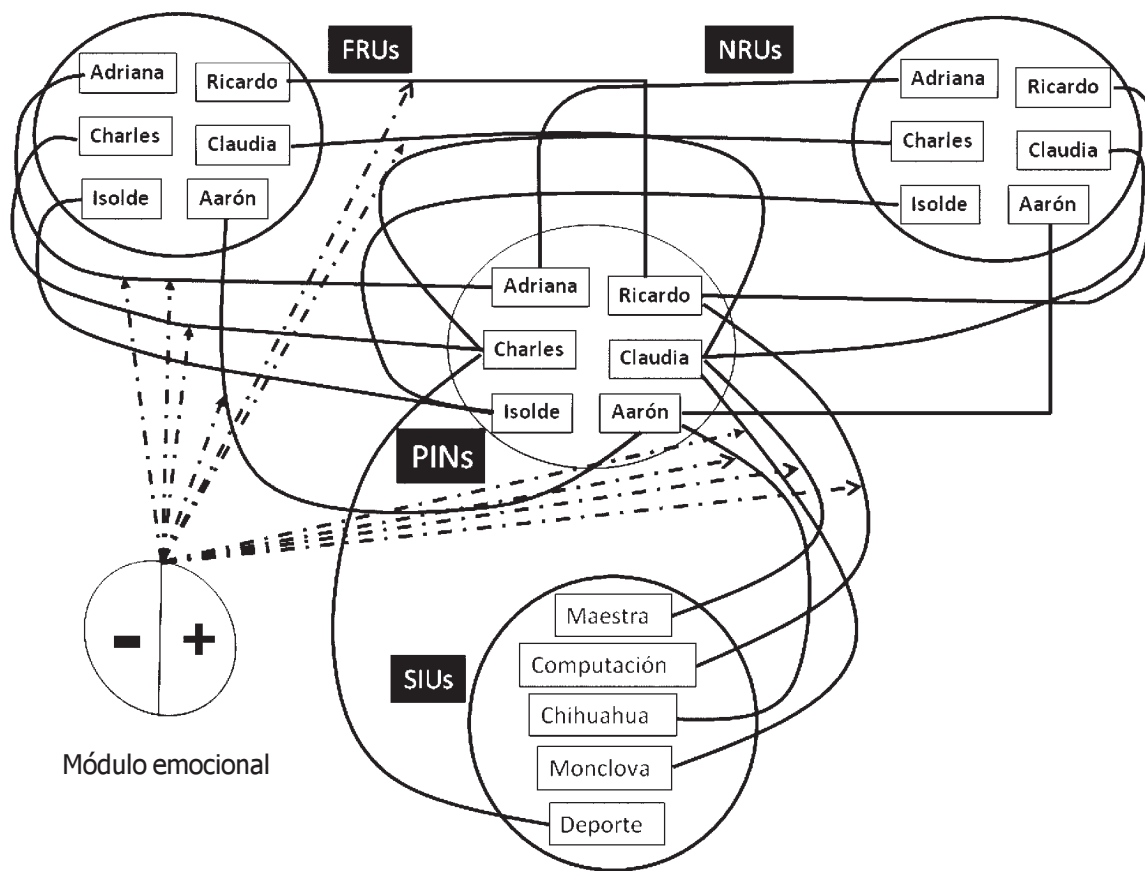 FRUs
NRUs
Adriana
Ricardo
Charles
Claudia
Isolde
Aarón
Adriana
Ricardo
Charles
Claudia
Isolde
Aarón
Adriana
Ricardo
Charles
Claudia
Isolde
Aarón
PINs
- +
Módulo emocional
SIUs
Maestra
Computación
Chihuahua
Monclova
Deporte